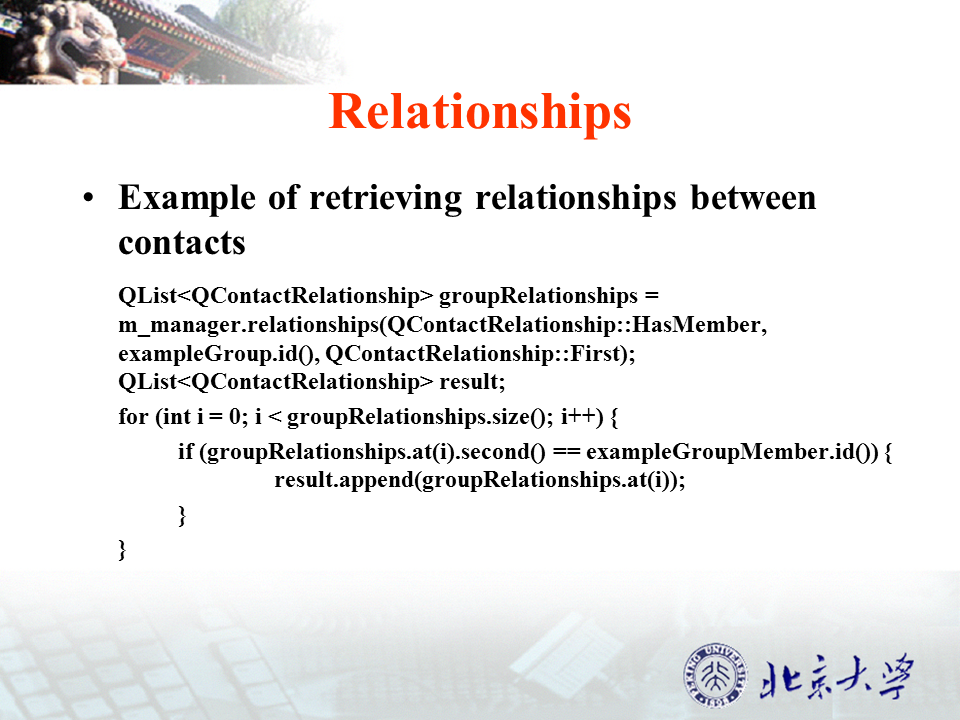 Relationships
• Example of retrieving relationships between
contacts
QList<QContactRelationship> groupRelationships =
m_manager.relationships(QContactRelationship::HasMember,
exampleGroup.id(), QContactRelationship::First);
QList<QContactRelationship> result;
for (int i = 0; i < groupRelationships.size(); i++) {
if (groupRelationships.at(i).second() == exampleGroupMember.id()) {
result.append(groupRelationships.at(i));
}
}
PEKING UNIVERSITY
1898
北京大学